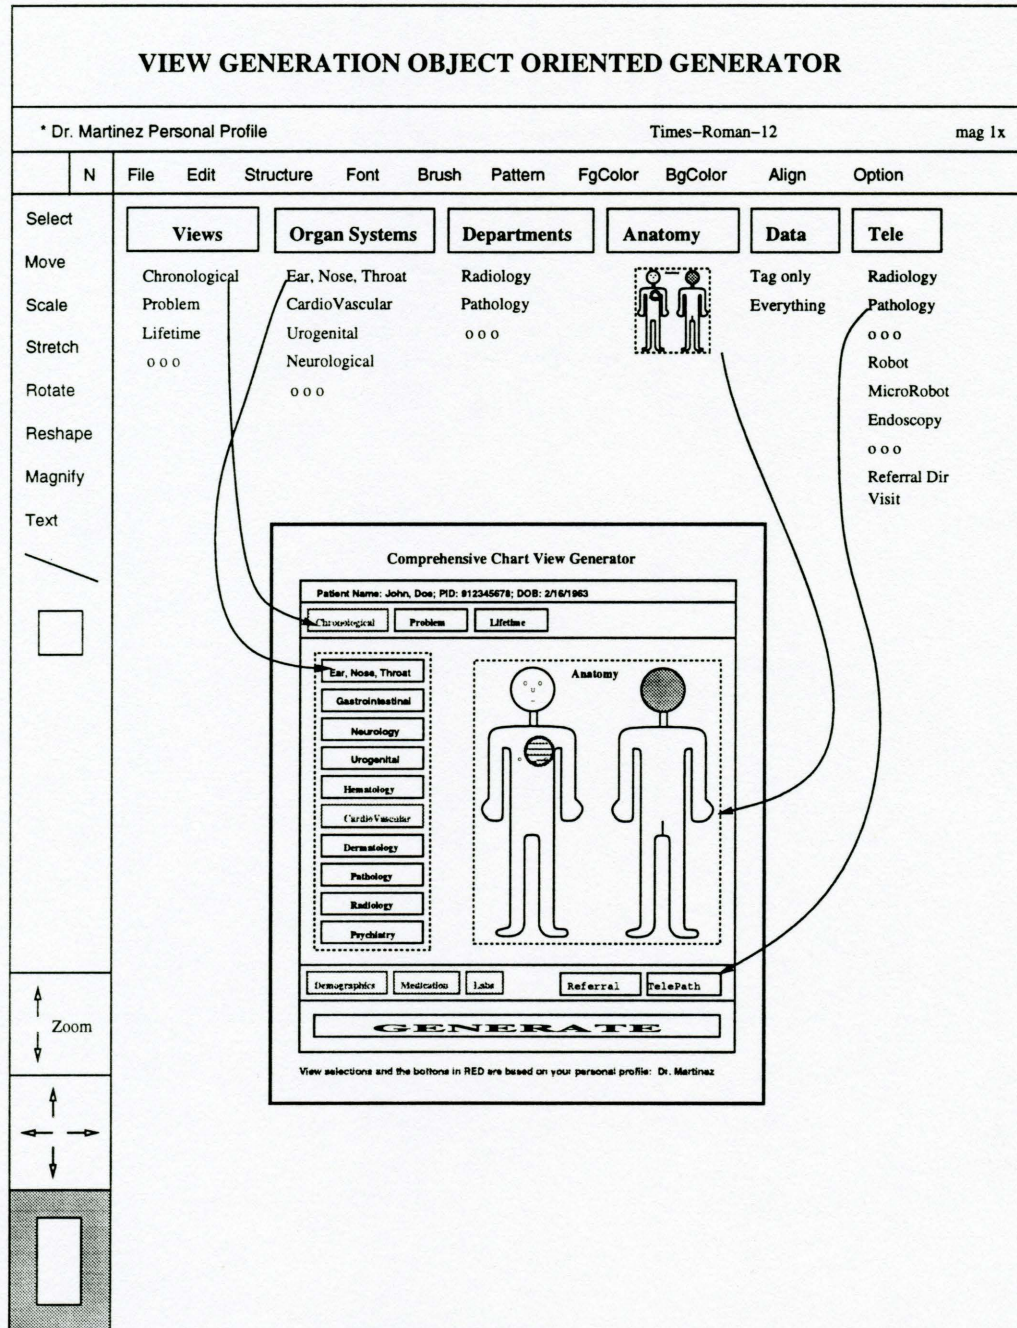 VIEW GENERATION OBJECT ORIENTED GENERATOR
* Dr. Martinez Personal Profile Times-Roman-12 mag 1x
N File Edit Structure Font Brush Pattern FgColor BgColor Align Option
Select
Move
Scale
Stretch
Rotate
Reshape
Magnify
Text
Views
Chronological
Problem
Lifetime
o o o
Organ Systems
Ear, Nose, Throat
CardioVascular
Urogenital
Neurological
o o o
Departments
Radiology
Pathology
o o o
Anatomy
Data
Tag only
Everything
Tele
Radiology
Pathology
o o o
Robot
MicroRobot
Endoscopy
o o o
Referral Dir
Visit
Comprehensive Chart View Generator
Patient Name: John, Doe; PID: 912345678; DOB: 2/16/1963
Chronological Problem Lifetime
Ear, Nose, Throat
Gastrointestinal
Neurology
Urogenital
Hematology
CardioVascular
Dermatology
Pathology
Radiology
Psychiatry
Anatomy
Demographics Medication Labs Referral TelePath
GENERATE
View selections and the bottons in RED are based on your personal profile: Dr. Martinez
Zoom